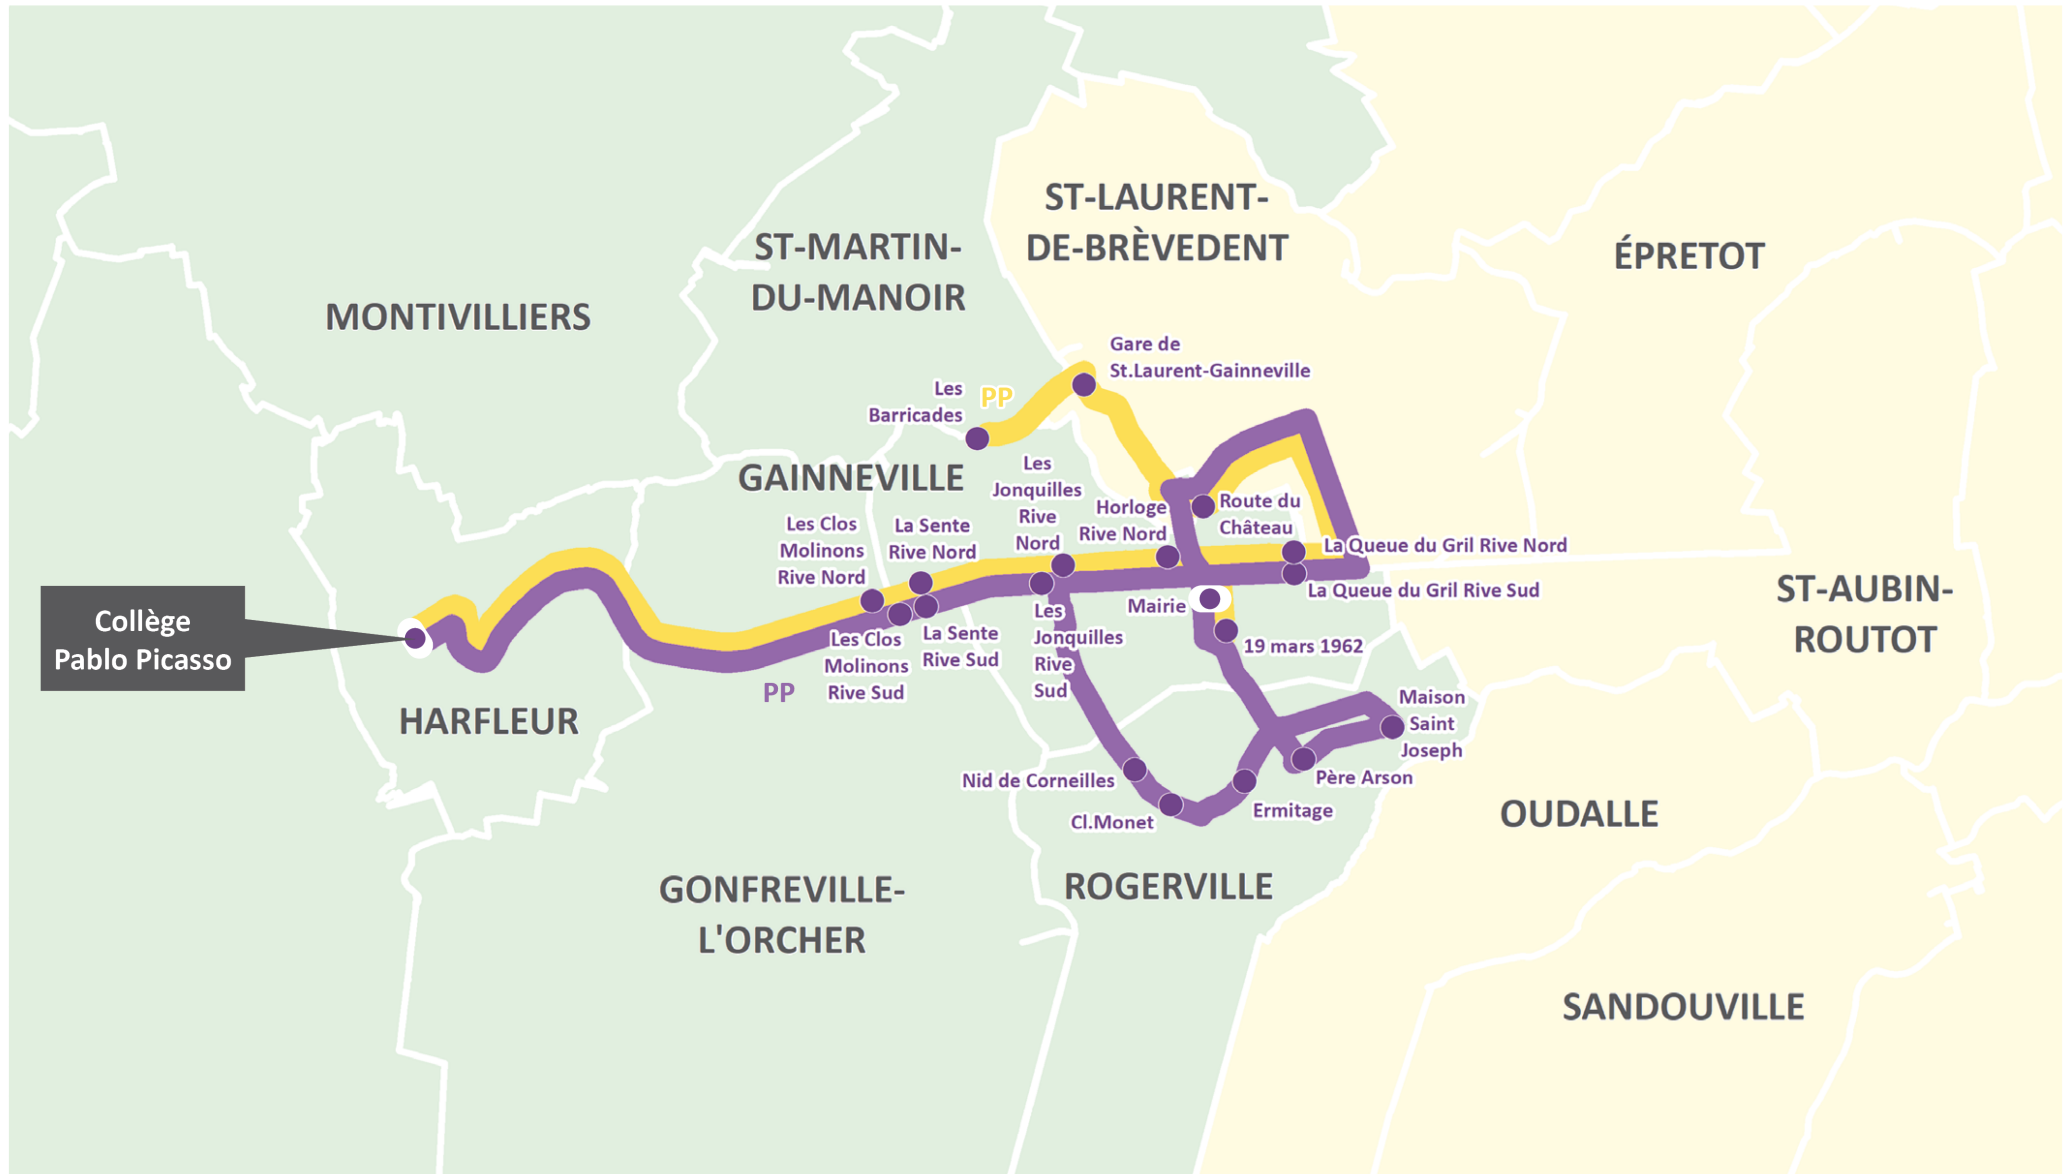 ST-LAURENT-
DE-BRÈVEDENT
ST-MARTIN-
DU-MANOIR
ÉPRETOT
MONTIVILLIERS
Gare de
St.Laurent-Gainneville
Les
Barricades
PP
GAINNEVILLE
Les
Jonquilles
Rive
Nord
Horloge
Rive Nord
Route du
Château
Les Clos
Molinons
Rive Nord
La Sente
Rive Nord
La Queue du Gril Rive Nord
La Queue du Gril Rive Sud
ST-AUBIN-
ROUTOT
Collège
Pablo Picasso
Mairie
19 mars 1962
Les
Jonquilles
Rive
Sud
La Sente
Rive Sud
Les Clos
Molinons
Rive Sud
PP
HARFLEUR
Maison
Saint
Joseph
Père Arson
Nid de Corneilles
Cl.Monet
Ermitage
OUDALLE
GONFREVILLE-
L'ORCHER
ROGERVILLE
SANDOUVILLE